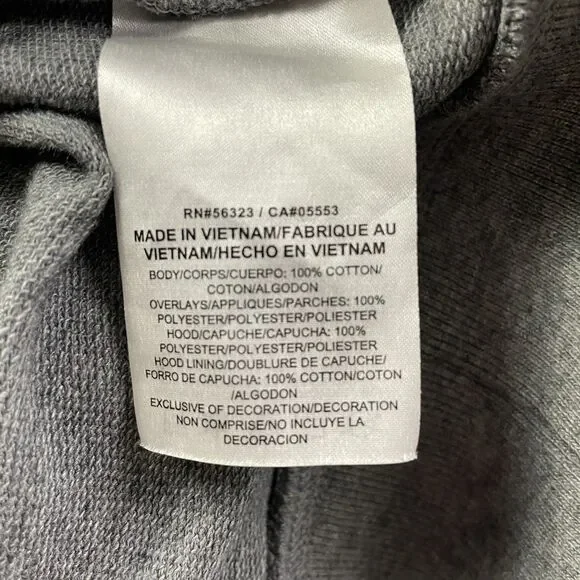 RN#56323 / CA#05553
MADE IN VIETNAM/FABRIQUE AU
VIETNAM/HECHO EN VIETNAM
BODY/CORPS/CUERPO: 100% COTTON/
COTON/ALGODON
OVERLAYS/APPLIQUES/PARCHES: 100%
POLYESTER/POLYESTER/POLIESTER
HOOD/CAPUCHE/CAPUCHA: 100%
POLYESTER/POLYESTER/POLIESTER
HOOD LINING/DOUBLURE DE CAPUCHE/
FORRO DE CAPUCHA: 100% COTTON/COTON
/ALGODON
EXCLUSIVE OF DECORATION/DECORATION
NON COMPRISE/NO INCLUYE LA
DECORACION